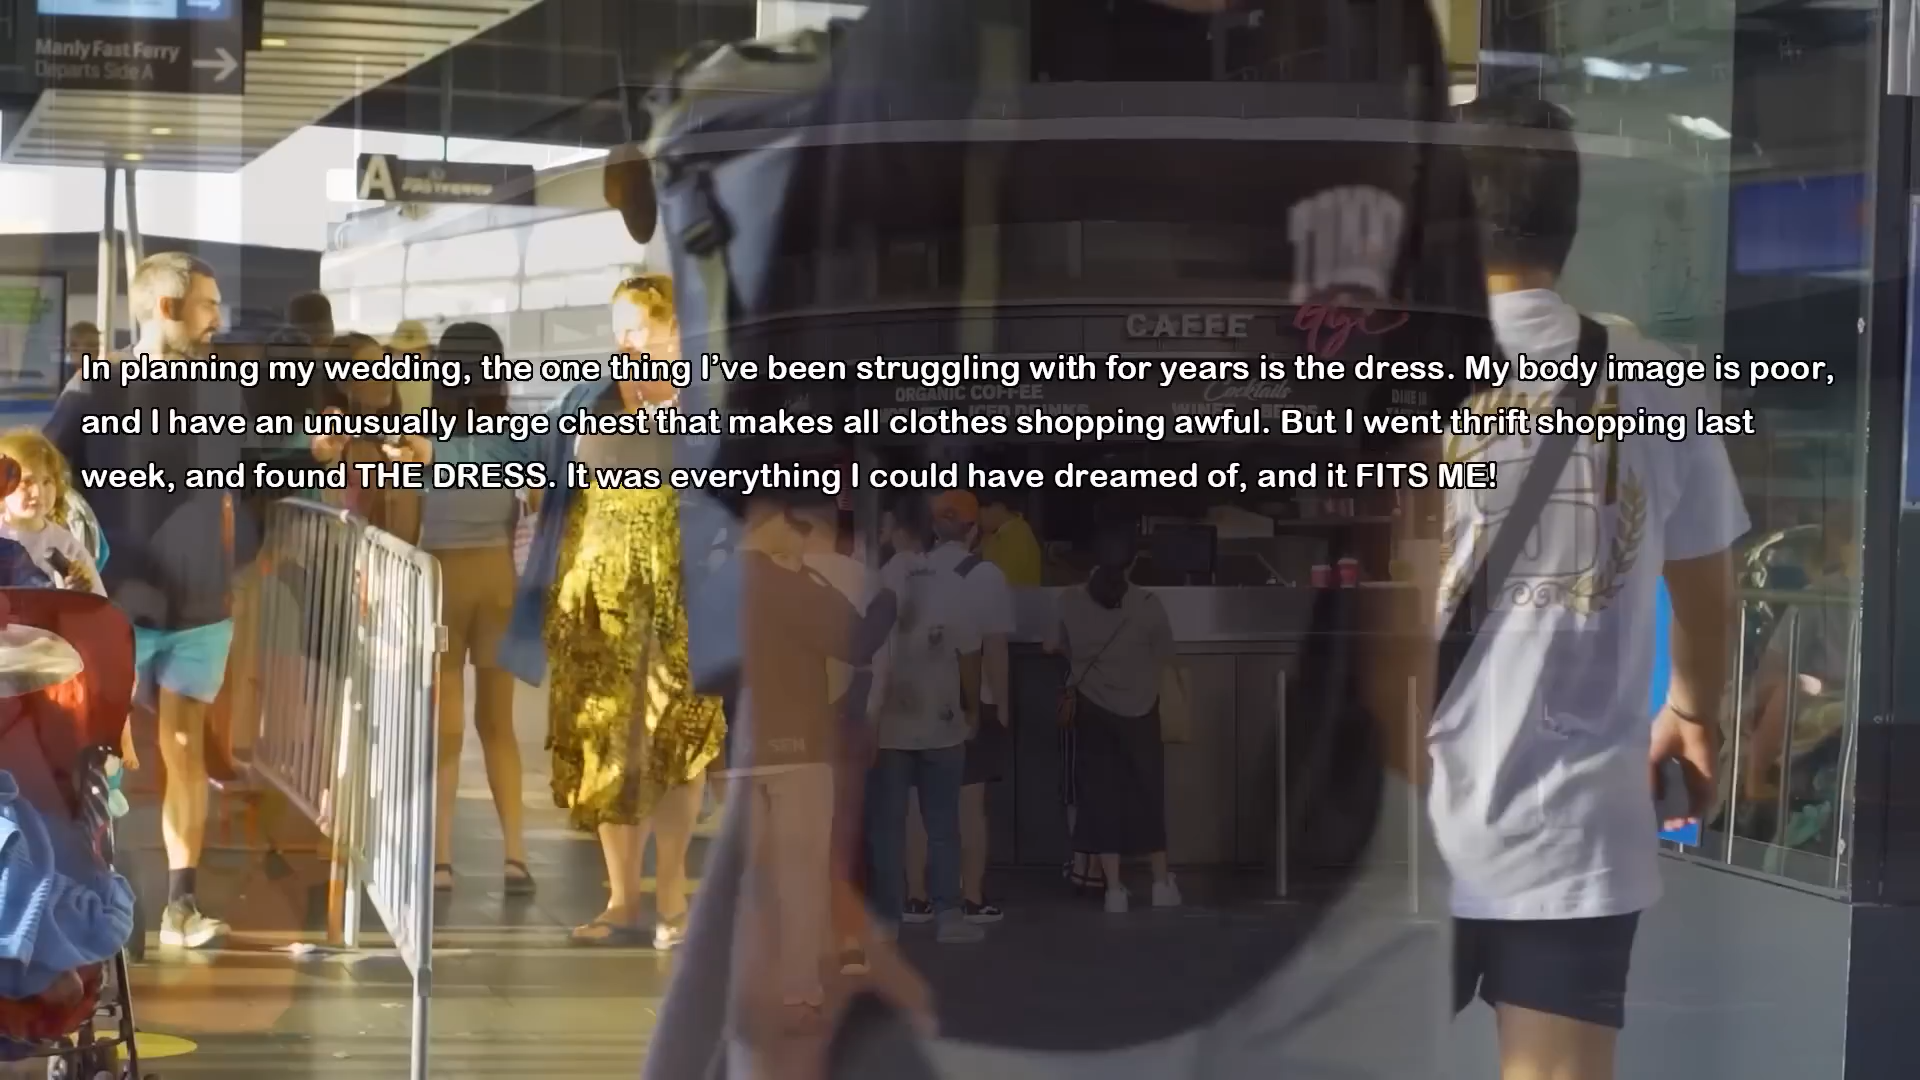 Manly Fast Ferry
Departs Side A
A
CAFFE
In planning my wedding, the one thing I've been struggling with for years is the dress. My body image is poor,
ORGANIC COFFEE
Cocktails
and I have an unusually large chest that makes all clothes shopping awful. But I went thrift shopping last
week, and found THE DRESS. It was everything I could have dreamed of, and it FITS ME!